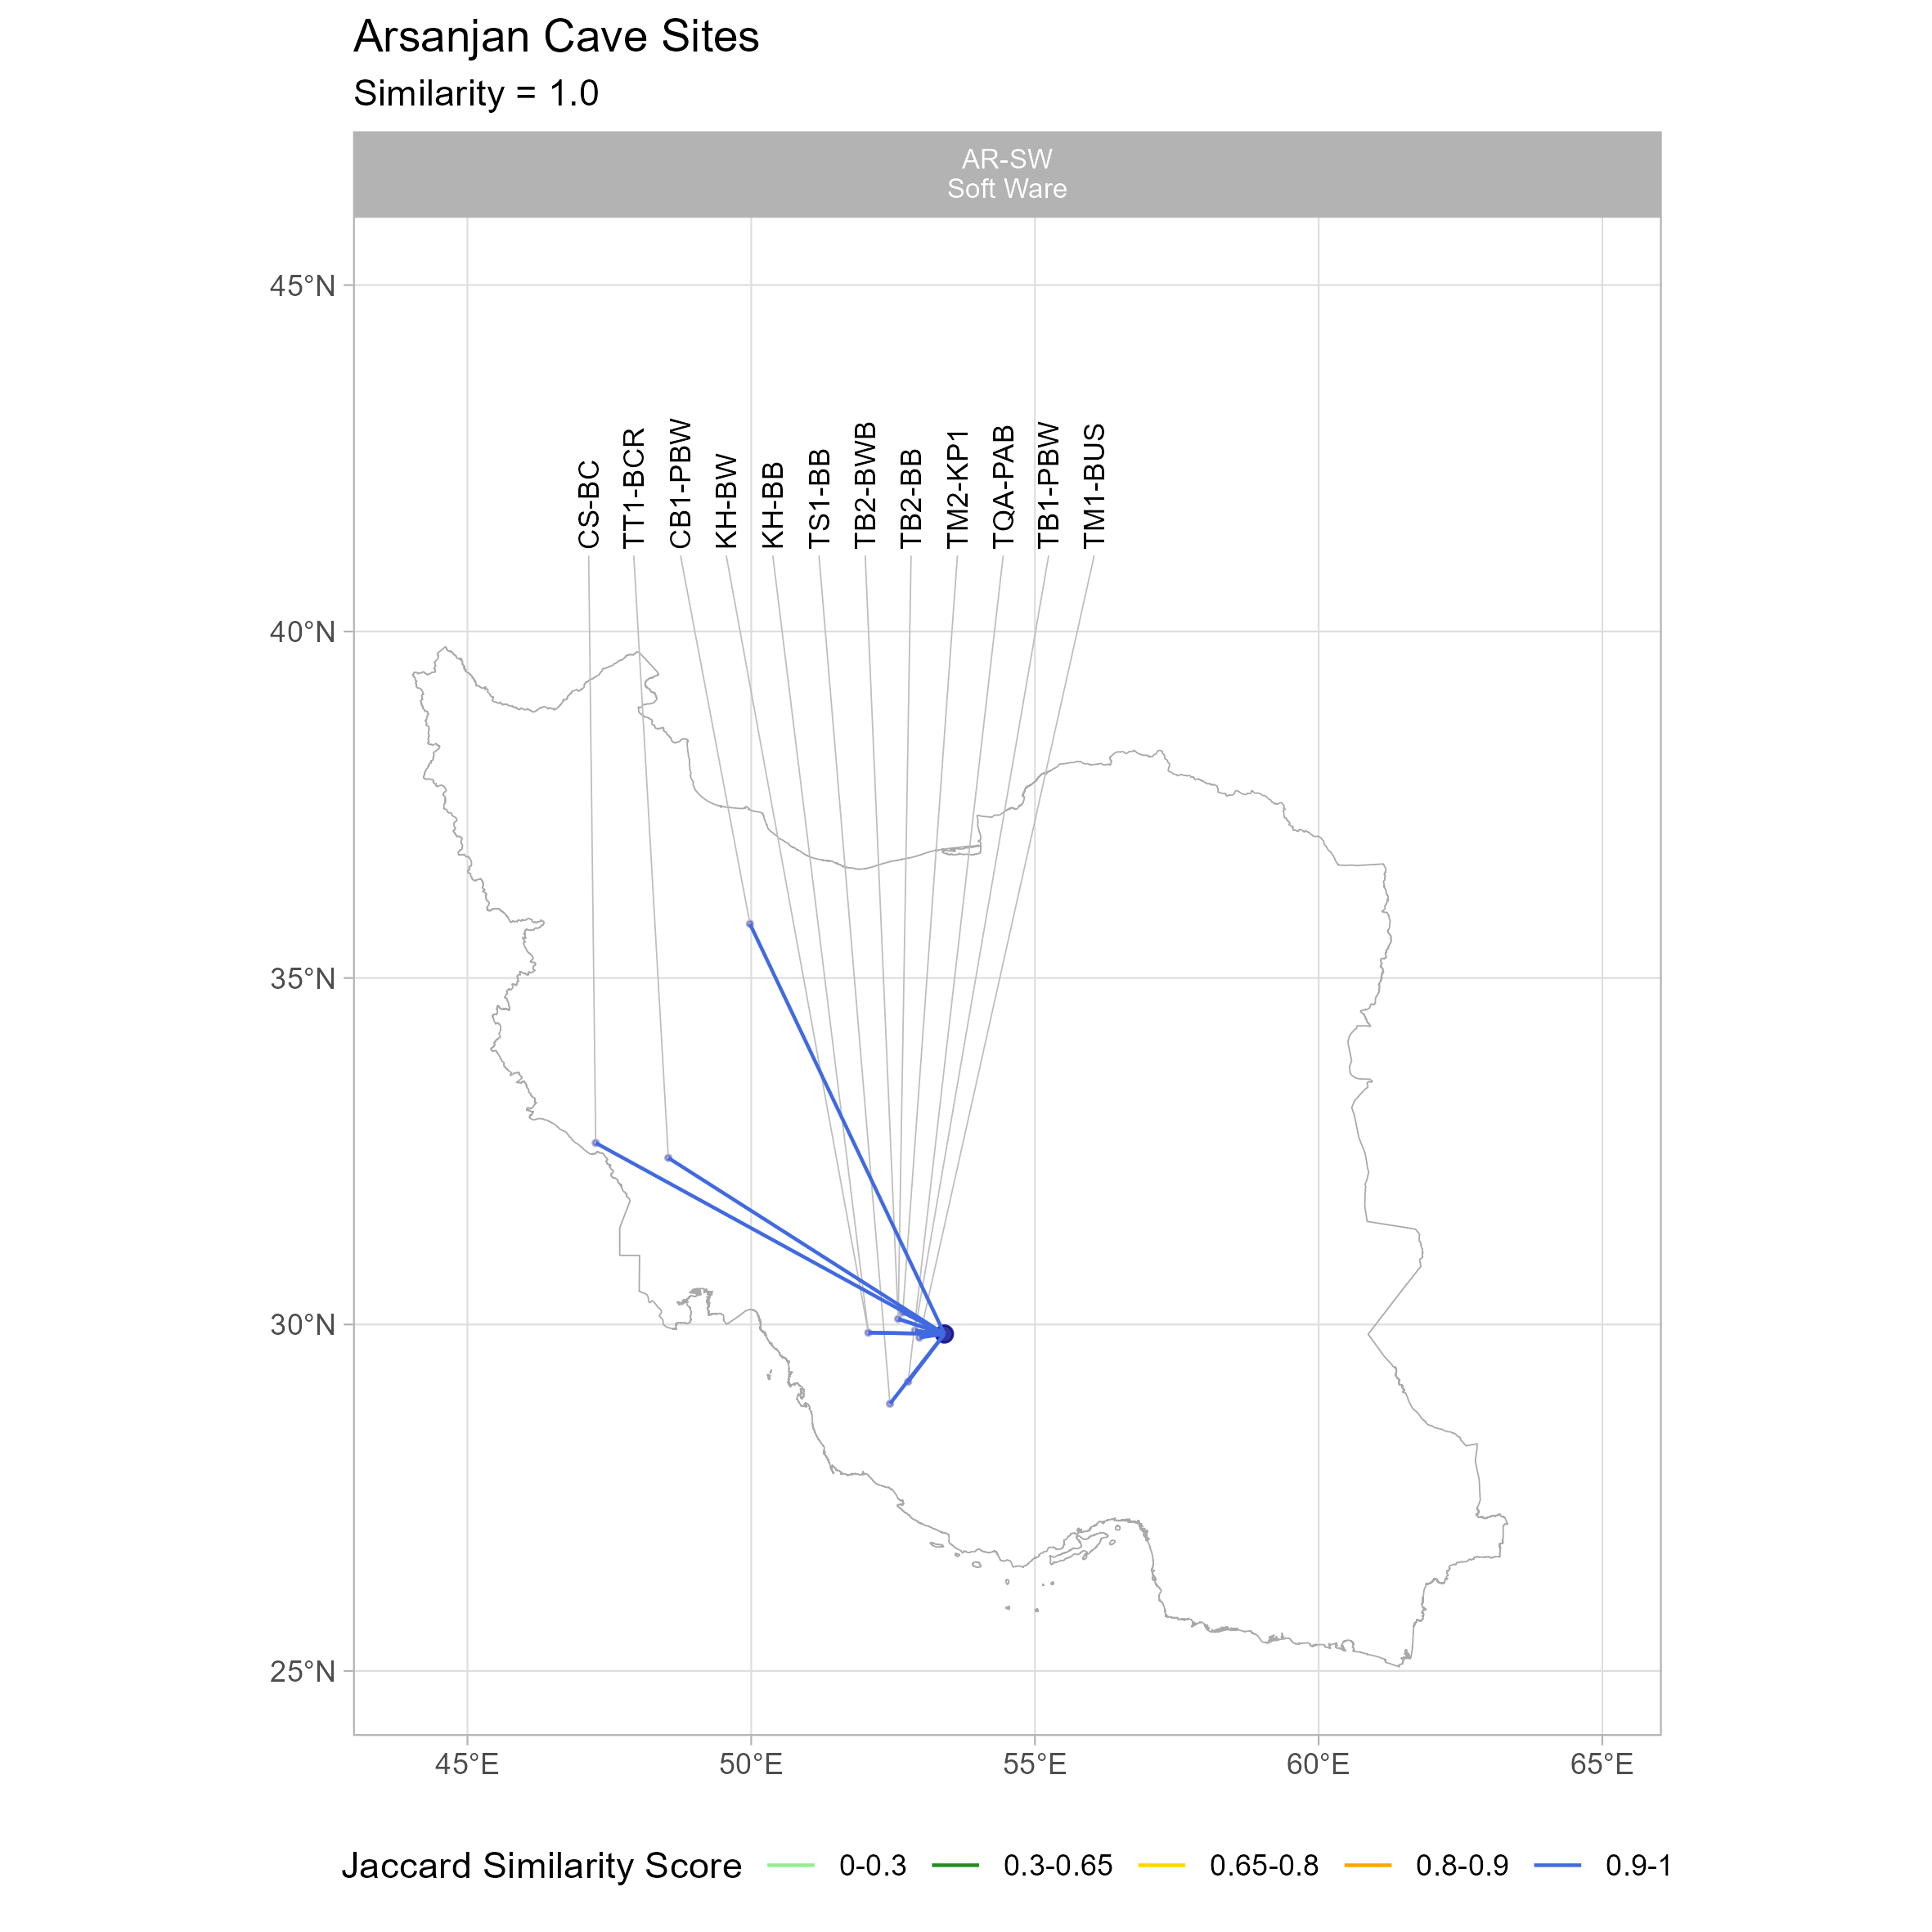 Arsanjan Cave Sites
Similarity = 1.0
AR-SW
Soft Ware
45°N
40°N
35°N
30°N
25°N
CS-BC
TT1-BCR
CB1-PBW
KH-BW
KH-BB
TS1-BB
TB2-BWB
TB2-BB
TM2-KP1
TQA-PAB
TB1-PBW
TM1-BUS
45°E
50°E
55°E
60°E
65°E
Jaccard Similarity Score 0-0.3 0.3-0.65 0.65-0.8 0.8-0.9 0.9-1